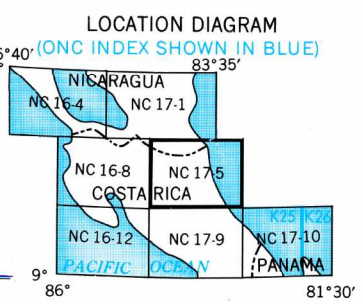 LOCATION DIAGRAM
(ONC INDEX SHOWN IN BLUE)
83°35'
NICARAGUA
NC 16-4
NC 17-1
NC 16-8
NC 17-5
COSTA RICA
K25
K26
NC 16-12
NC 17-9
NC 17-10
PACIFIC OCEAN
PANAMA
9°
86°
81°30'